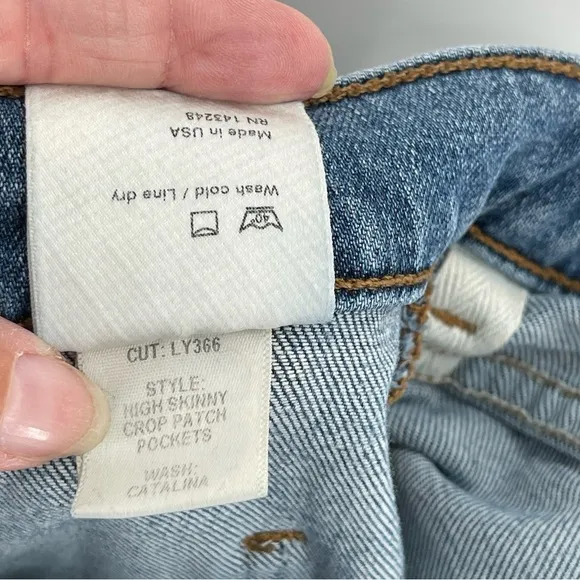 RN 143248
Made in USA
Wash cold / Line dry
40°
CUT: LY366
STYLE:
HIGH SKINNY
CROP PATCH
POCKETS
WASH:
CATALINA